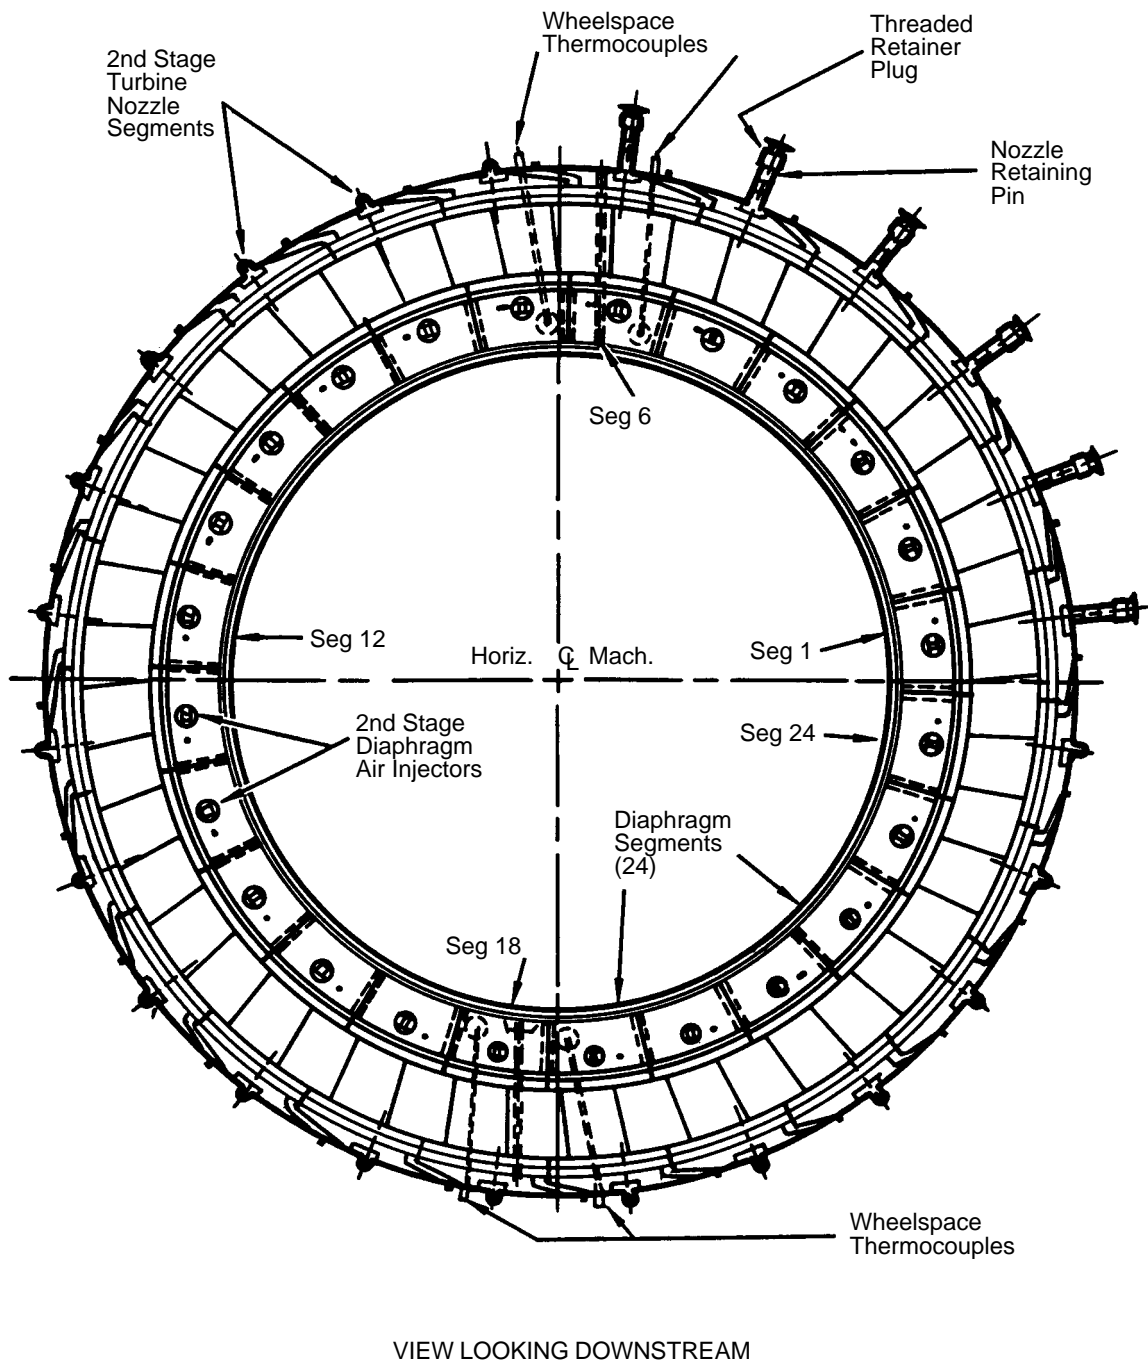 Wheelspace
Thermocouples
Threaded
Retainer
Plug
2nd Stage
Turbine
Nozzle
Segments
Nozzle
Retaining
Pin
Seg 6
Seg 12
Horiz. ℄ Mach.
Seg 1
2nd Stage
Diaphragm
Air Injectors
Seg 24
Diaphragm
Segments
(24)
Seg 18
Wheelspace
Thermocouples
VIEW LOOKING DOWNSTREAM